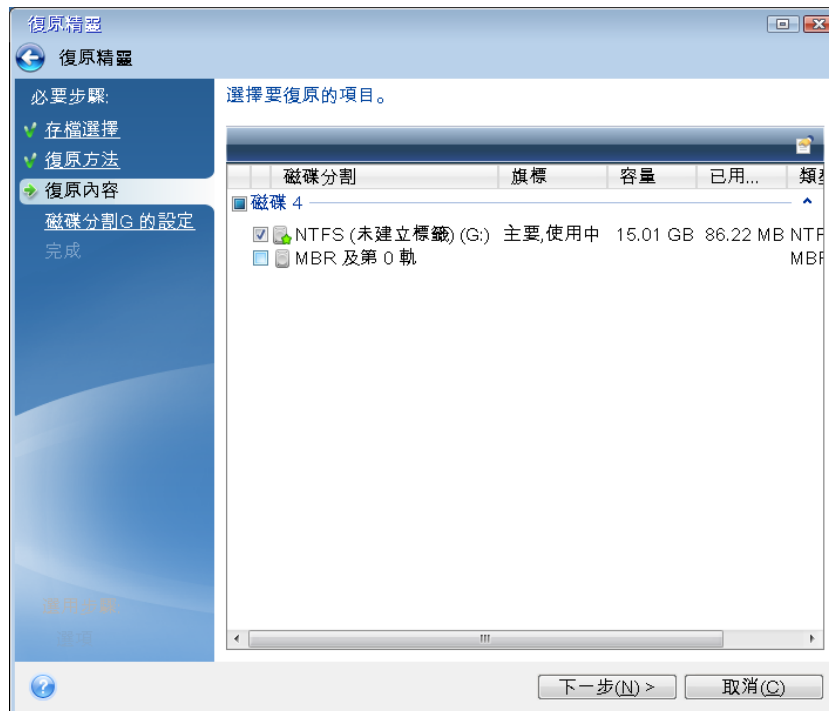 復原精靈
復原精靈
必要步驟:
存檔選擇
復原方法
復原內容
磁碟分割G 的設定
完成
選擇要復原的項目。
磁碟分割 旗標 容量 已用... 類
磁碟 4
NTFS (未建立標籤) (G:) 主要,使用中 15.01 GB 86.22 MB NTF
MBR 及第 0 軌 MBR
下一步(N) >
取消(C)